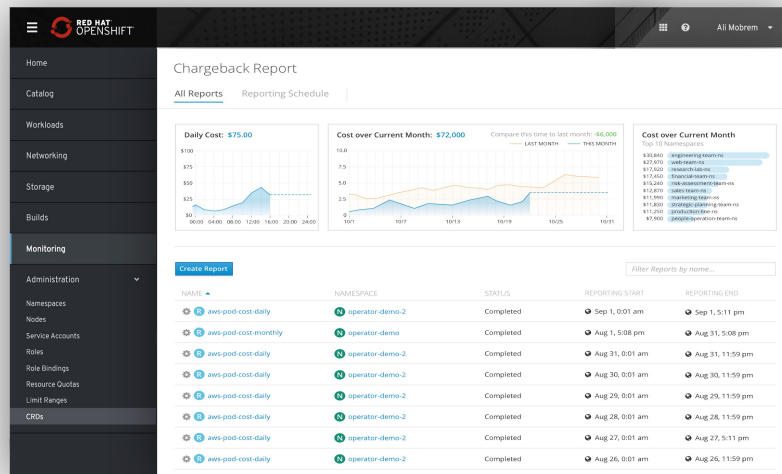 RED HAT
OPENSHIFT
Ali Mobrem
Home
Catalog
Workloads
Networking
Storage
Builds
Monitoring
Administration
Namespaces
Nodes
Service Accounts
Roles
Role Bindings
Resource Quotas
Limit Ranges
CRDs
Chargeback Report
All Reports Reporting Schedule
Daily Cost: $75.00
$100
$75
$50
$25
$0
00:00 04:00 08:00 12:00 16:00 20:00 24:00
Cost over Current Month: $72,000 Compare this time to last month: -$6,000
LAST MONTH THIS MONTH
10.0
7.5
5.0
2.5
0
10/1 10/7 10/13 10/19 10/25 10/31
Cost over Current Month
Top 10 Namespaces
$30,840 engineering-team-ns
$27,970 web-team-ns
$17,920 research-lab-ns
$17,450 financial-team-ns
$15,240 risk-assessment-team-ns
$12,870 sales-team-ns
$11,990 marketing-team-ns
$11,830 strategic-planning-team-ns
$11,250 production-line-ns
$7,900 people-operation-team-ns
Create Report Filter Reports by name...
NAME NAMESPACE STATUS REPORTING START REPORTING END
R aws-pod-cost-daily N operator-demo-2 Completed Sep 1, 0:01 am Sep 1, 5:11 pm
R aws-pod-cost-monthly N operator-demo Completed Aug 1, 5:08 pm Aug 31, 5:08 pm
R aws-pod-cost-daily N operator-demo-2 Completed Aug 31, 0:01 am Aug 31, 11:59 pm
R aws-pod-cost-daily N operator-demo-2 Completed Aug 30, 0:01 am Aug 30, 11:59 pm
R aws-pod-cost-daily N operator-demo-2 Completed Aug 29, 0:01 am Aug 29, 11:59 pm
R aws-pod-cost-daily N operator-demo-2 Completed Aug 28, 0:01 am Aug 28, 11:59 pm
R aws-pod-cost-daily N operator-demo-2 Completed Aug 27, 0:01 am Aug 27, 5:11 pm
R aws-pod-cost-daily N operator-demo-2 Completed Aug 26, 0:01 am Aug 26, 11:59 pm